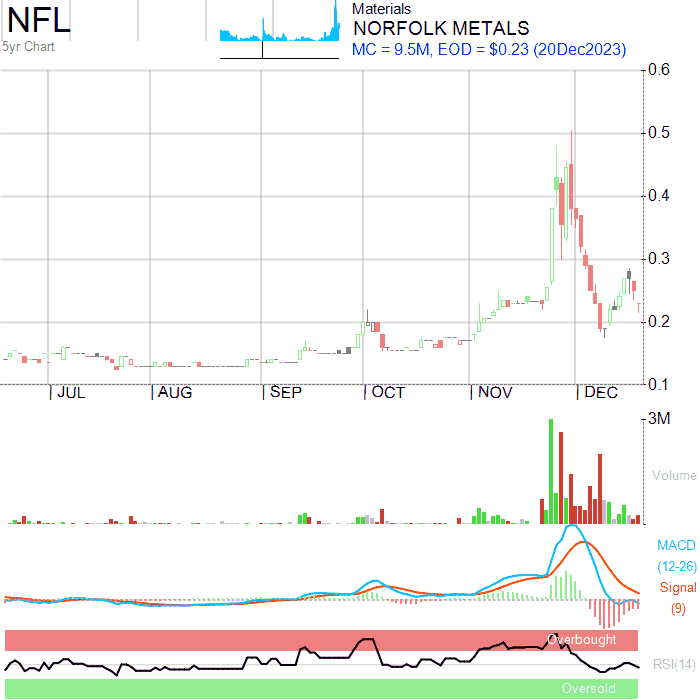 NFL
5yr Chart
Materials
NORFOLK METALS
MC = 9.5M, EOD = $0.23 (20Dec2023)
0.6
0.5
0.4
0.3
0.2
0.1
JUL AUG SEP OCT NOV DEC
3M
Volume
MACD
(12-26)
Signal
(9)
Overbought
RSI(14)
Oversold